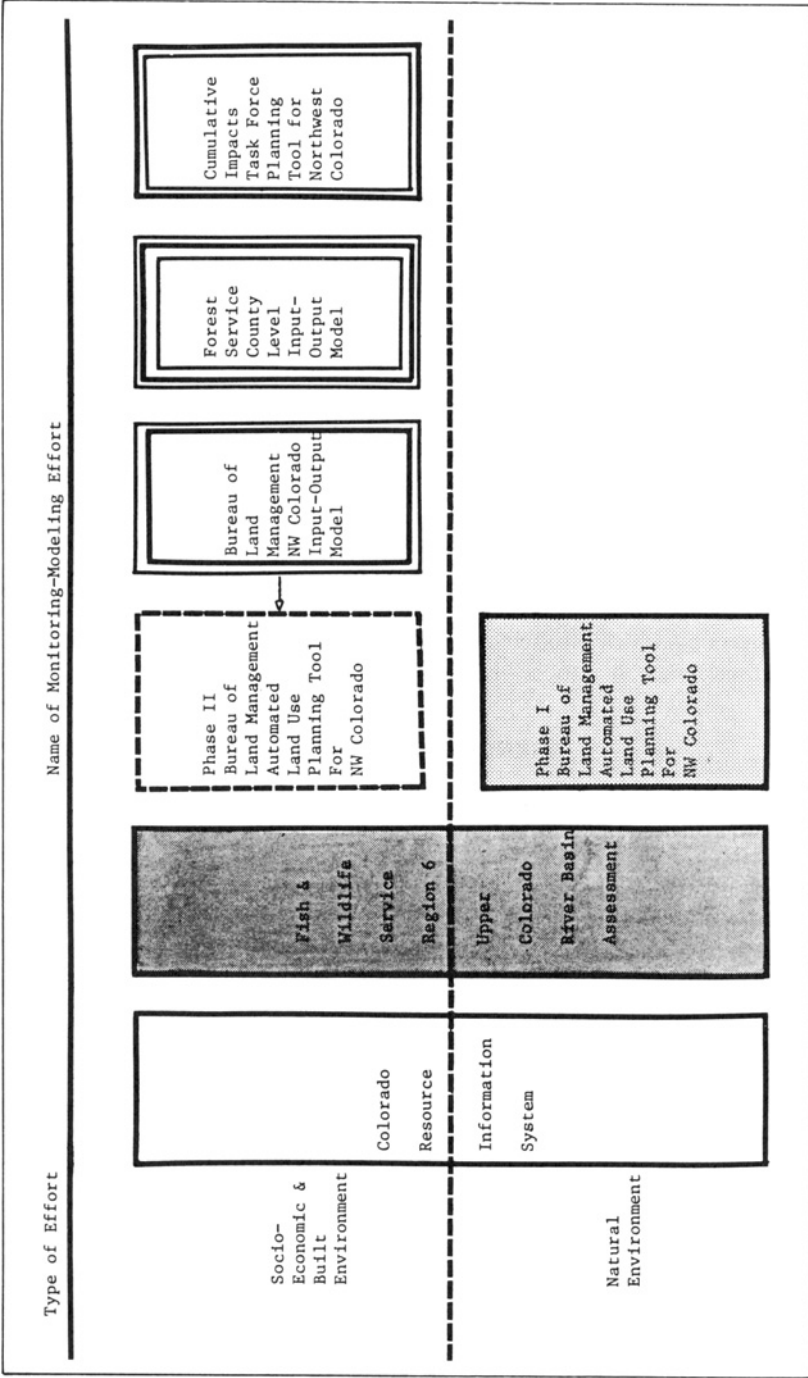 Type of Effort
Name of Monitoring-Modeling Effort
Socio-
Economic &
Built
Environment
Natural
Environment
Colorado
Resource
Information
System
Fish &
Wildlife
Service
Region 6
Upper
Colorado
River Basin
Assessment
Phase II
Bureau of
Land Management
Automated
Land Use
Planning Tool
For
NW Colorado
Phase I
Bureau of
Land Management
Automated
Land Use
Planning Tool
For
NW Colorado
Bureau of
Land
Management
NW Colorado
Input-Output
Model
Forest
Service
County
Level
Input-
Output
Model
Cumulative
Impacts
Task Force
Planning
Tool for
Northwest
Colorado